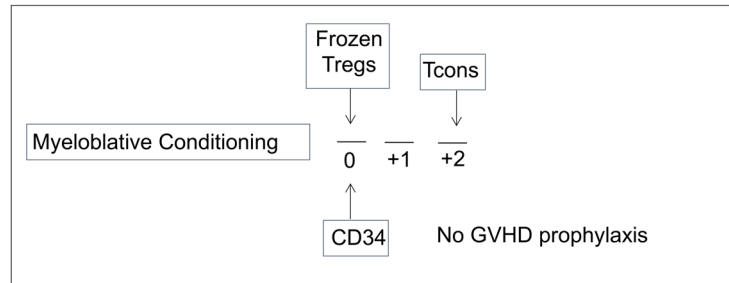 Frozen
Tregs
Tcons
Myeloblative Conditioning
0 +1 +2
CD34
No GVHD prophylaxis